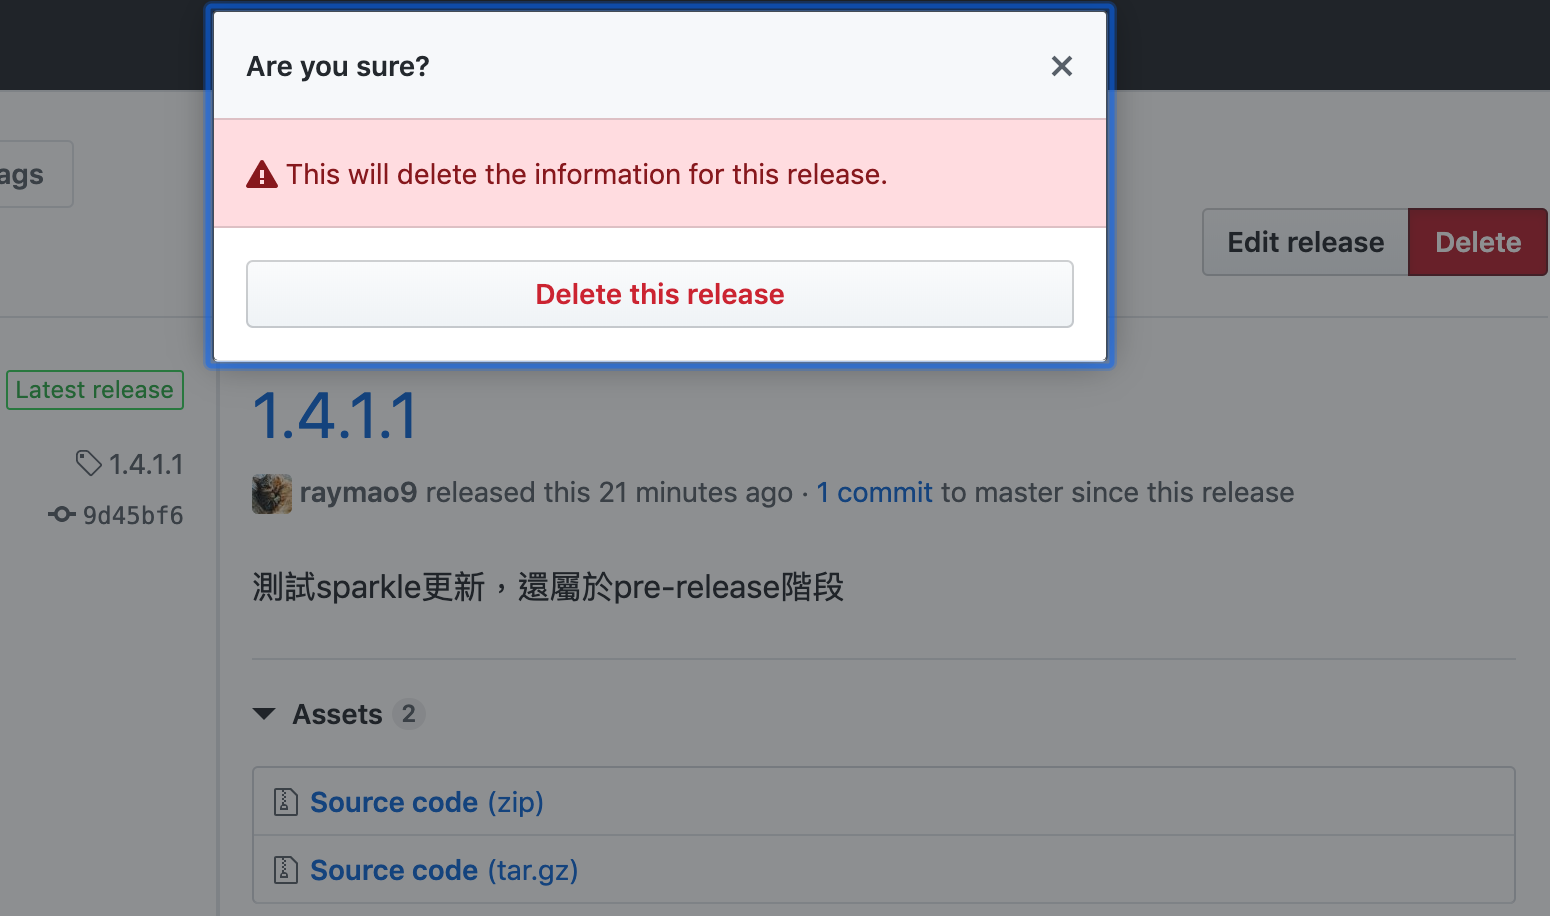 Are you sure?
This will delete the information for this release.
Delete this release
ags
Edit release
Delete
Latest release
1.4.1.1
9d45bf6
1.4.1.1
raymao9 released this 21 minutes ago · 1 commit to master since this release
測試sparkle更新，還屬於pre-release階段
Assets 2
Source code (zip)
Source code (tar.gz)